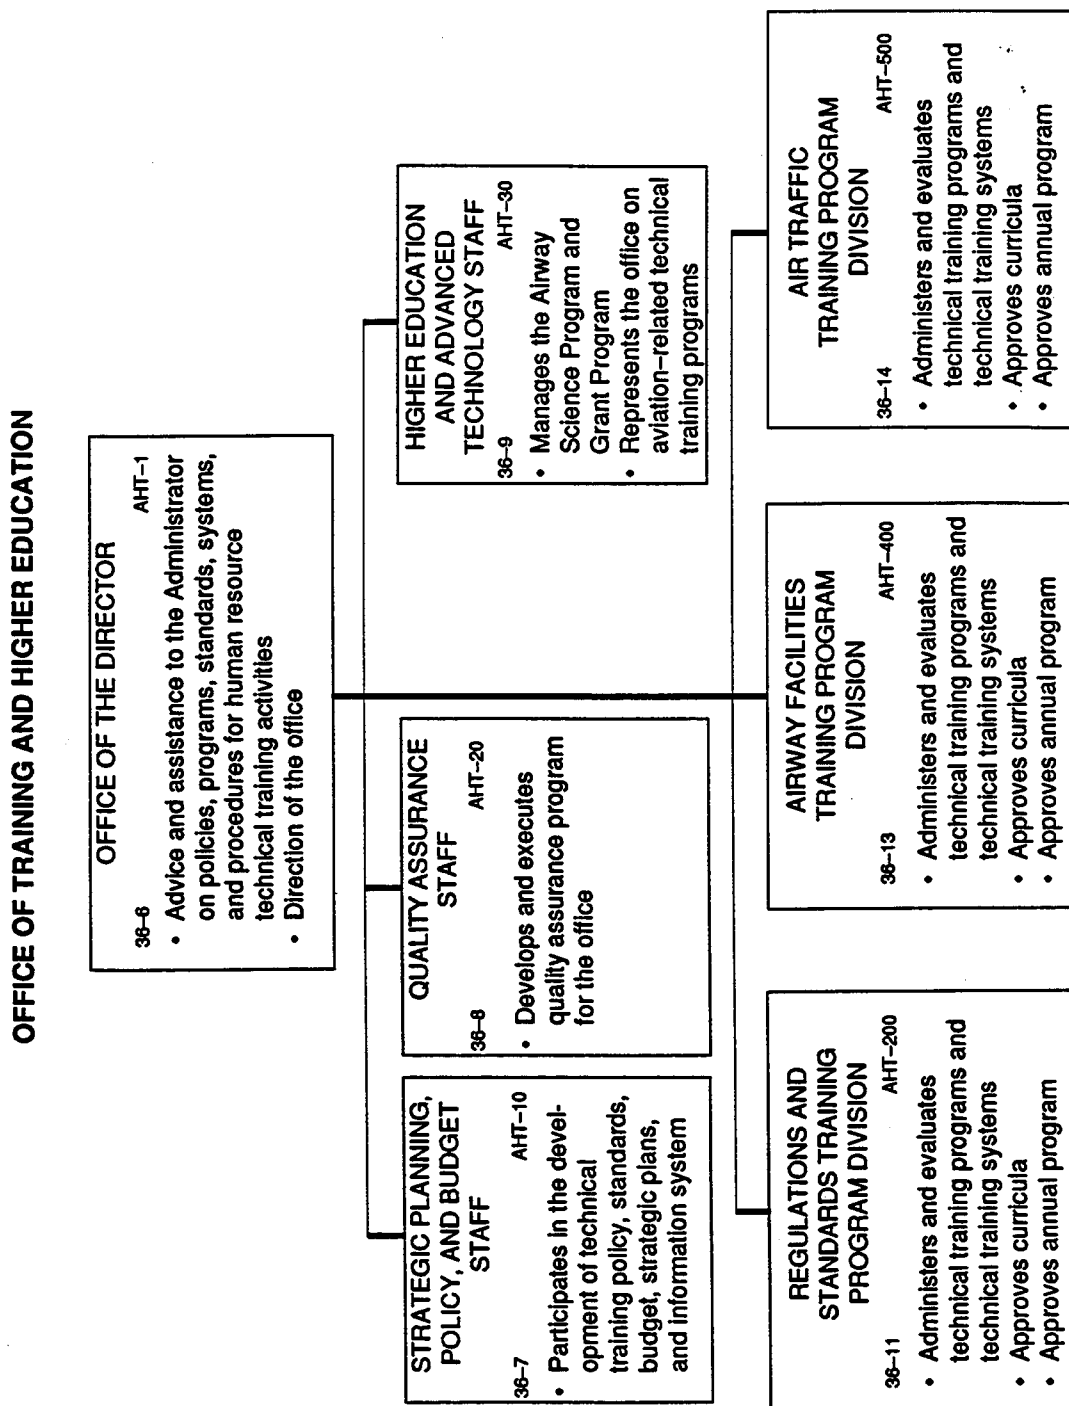 OFFICE OF TRAINING AND HIGHER EDUCATION
OFFICE OF THE DIRECTOR
36–6 AHT–1
• Advice and assistance to the Administrator
on policies, programs, standards, systems,
and procedures for human resource
technical training activities
• Direction of the office
STRATEGIC PLANNING,
POLICY, AND BUDGET
STAFF
36–7 AHT–10
• Participates in the devel-
opment of technical
training policy, standards,
budget, strategic plans,
and information system
QUALITY ASSURANCE
STAFF
36–8 AHT–20
• Develops and executes
quality assurance program
for the office
HIGHER EDUCATION
AND ADVANCED
TECHNOLOGY STAFF
36–9 AHT–30
• Manages the Airway
Science Program and
Grant Program
• Represents the office on
aviation–related technical
training programs
REGULATIONS AND
STANDARDS TRAINING
PROGRAM DIVISION
36–11 AHT–200
• Administers and evaluates
technical training programs and
technical training systems
• Approves curricula
• Approves annual program
AIRWAY FACILITIES
TRAINING PROGRAM
DIVISION
36–13 AHT–400
• Administers and evaluates
technical training programs and
technical training systems
• Approves curricula
• Approves annual program
AIR TRAFFIC
TRAINING PROGRAM
DIVISION
36–14 AHT–500
• Administers and evaluates
technical training programs and
technical training systems
• Approves curricula
• Approves annual program